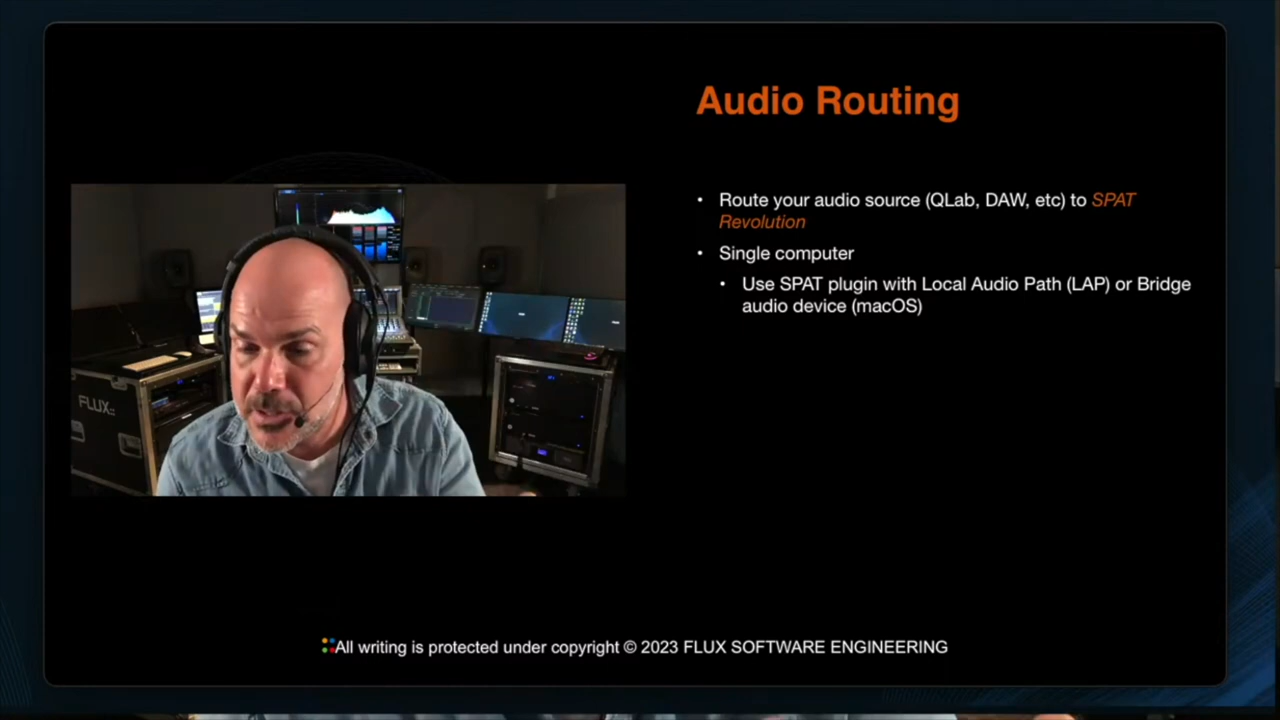 Audio Routing
• Route your audio source (QLab, DAW, etc) to SPAT
Revolution
• Single computer
• Use SPAT plugin with Local Audio Path (LAP) or Bridge
audio device (macOS)
FLUX::
All writing is protected under copyright © 2023 FLUX SOFTWARE ENGINEERING